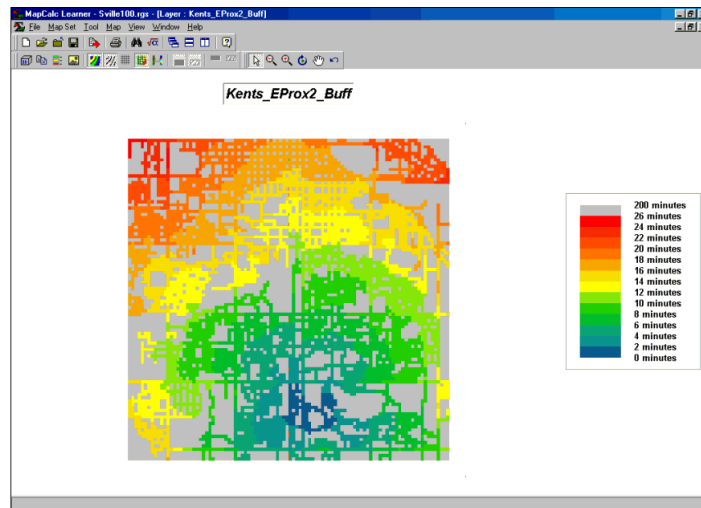 MapCalc Learner - Sville100.rgs - [Layer : Kents_EProx2_Buff]
File Map Set Tool Map View Window Help
Kents_EProx2_Buff
200 minutes
26 minutes
24 minutes
22 minutes
20 minutes
18 minutes
16 minutes
14 minutes
12 minutes
10 minutes
8 minutes
6 minutes
4 minutes
2 minutes
0 minutes